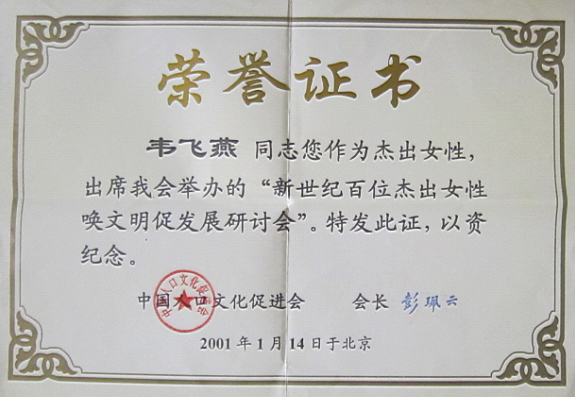 荣誉证书
韦飞燕 同志您作为杰出女性，
出席我会举办的“新世纪百位杰出女性
唤文明促发展研讨会”。特发此证，以资
纪念。
中国人口文化促进会 会长 彭珮云
2001年1月14日于北京